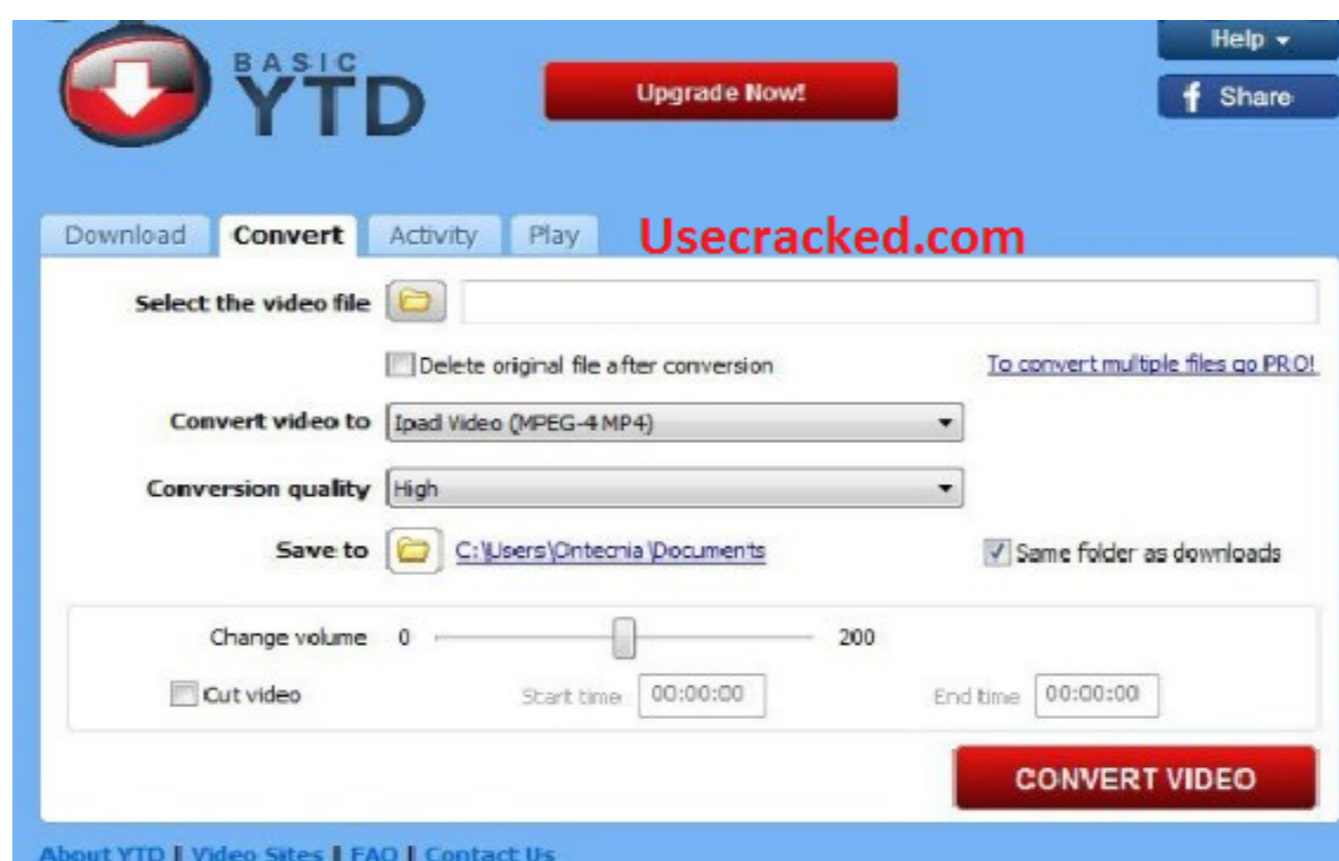 Help
BASIC
YTD
Upgrade Now!
f Share
Download Convert Activity Play Usecracked.com
Select the video file
Delete original file after conversion To convert multiple files go PRO!
Convert video to Ipad Video (MPEG-4 MP4)
Conversion quality High
Save to C:\Users\Ontecnia\Documents Same folder as downloads
Change volume 0 200
Cut video Start time 00:00:00 End time 00:00:00
CONVERT VIDEO
About YTD | Video Sites | FAQ | Contact Us